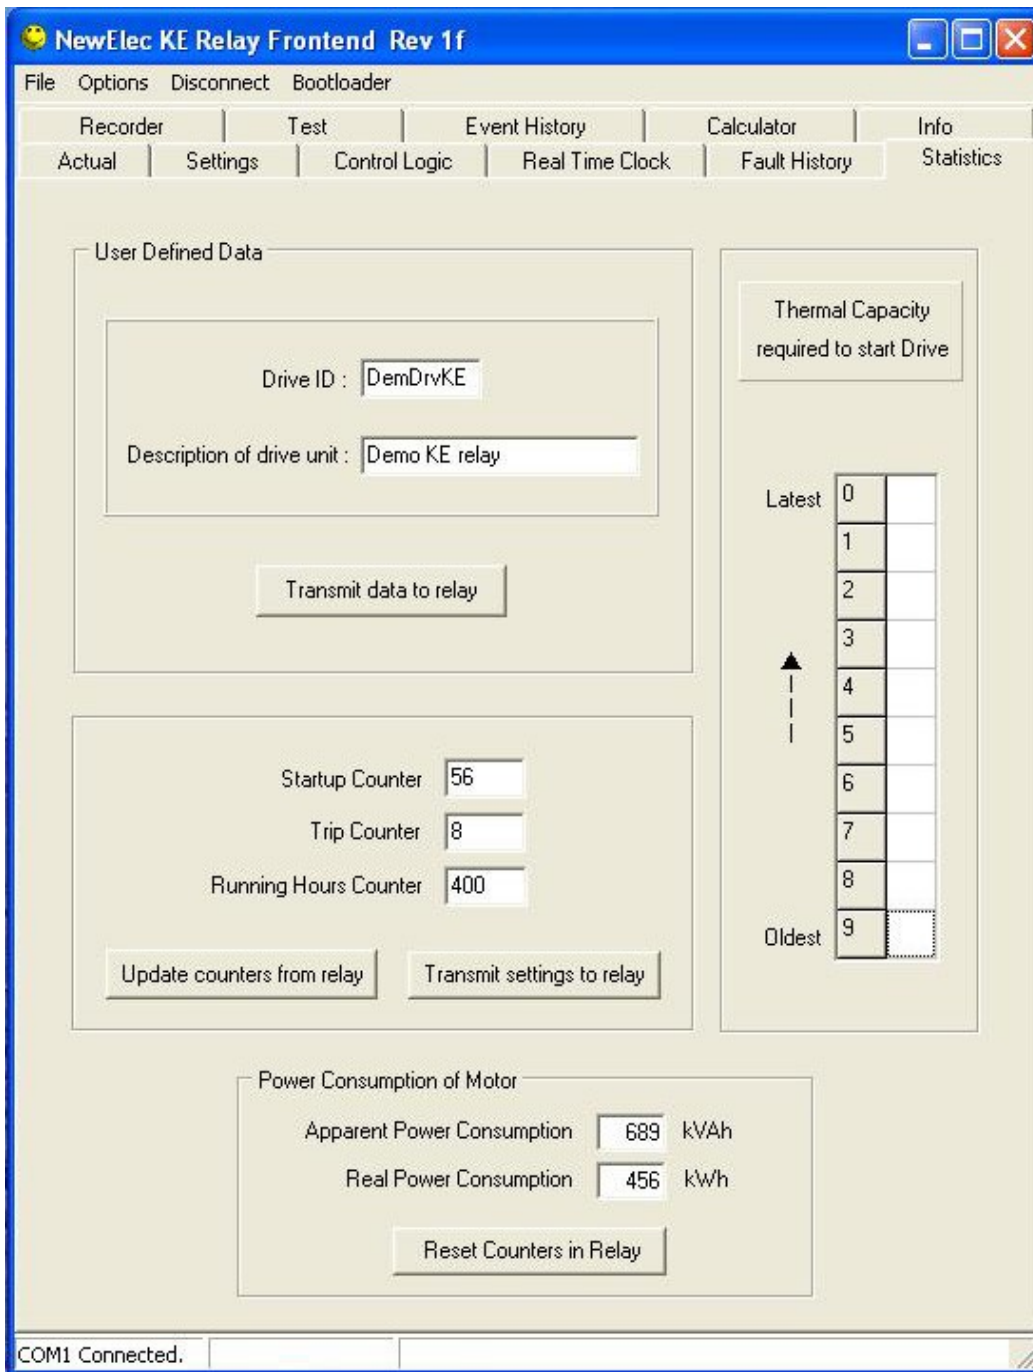 NewElec KE Relay Frontend Rev 1f
File Options Disconnect Bootloader
Recorder Test Event History Calculator Info
Actual Settings Control Logic Real Time Clock Fault History Statistics
User Defined Data
Drive ID : DemDrvKE
Description of drive unit : Demo KE relay
Transmit data to relay
Thermal Capacity
required to start Drive
Latest 0
1
2
3
4
5
6
7
8
Oldest 9
Startup Counter 56
Trip Counter 8
Running Hours Counter 400
Update counters from relay Transmit settings to relay
Power Consumption of Motor
Apparent Power Consumption 689 kVAh
Real Power Consumption 456 kWh
Reset Counters in Relay
COM1 Connected.